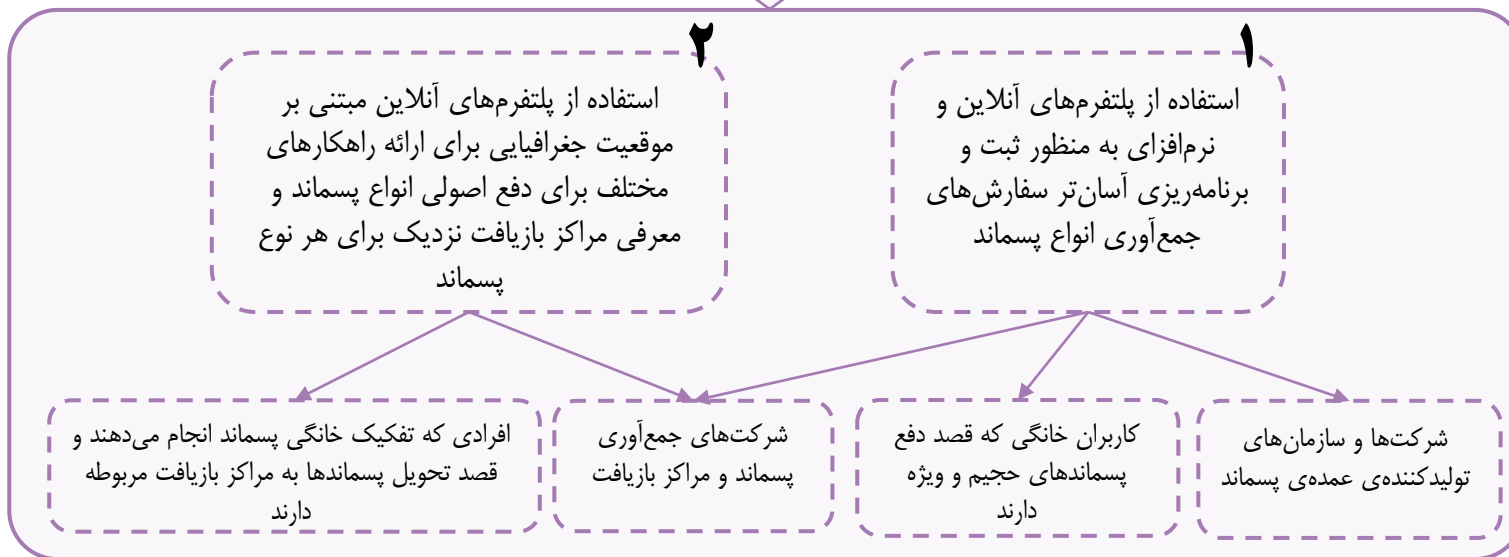 ۱
استفاده از پلتفرم‌های آنلاین و
نرم‌افزای به منظور ثبت و
برنامه‌ریزی آسان‌تر سفارش‌های
جمع‌آوری انواع پسماند
۲
استفاده از پلتفرم‌های آنلاین مبتنی بر
موقعیت جغرافیایی برای ارائه راهکارهای
مختلف برای دفع اصولی انواع پسماند و
معرفی مراکز بازیافت نزدیک برای هر نوع
پسماند
شرکت‌ها و سازمان‌های
تولیدکننده‌ی عمده‌ی پسماند
کاربران خانگی که قصد دفع
پسماندهای حجیم و ویژه
دارند
شرکت‌های جمع‌آوری
پسماند و مراکز بازیافت
افرادی که تفکیک خانگی پسماند انجام می‌دهند و
قصد تحویل پسماندها به مراکز بازیافت مربوطه
دارند